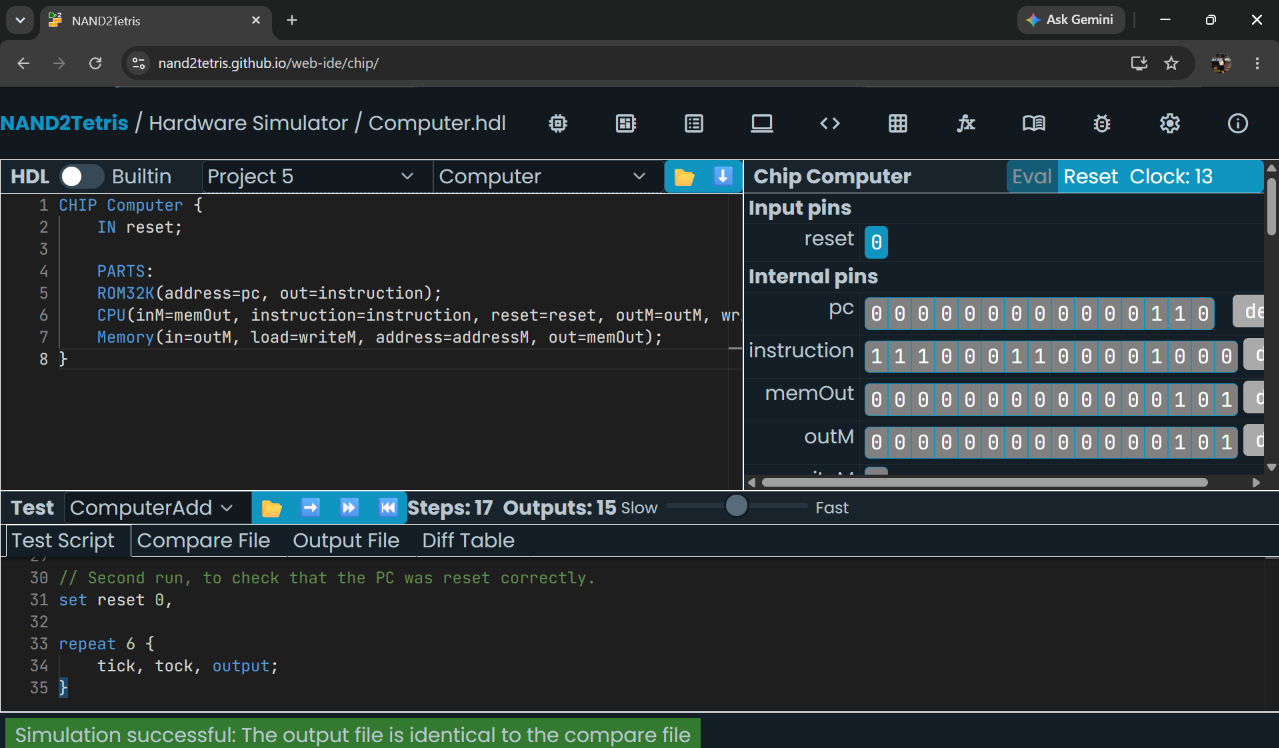 NAND2Tetris
Ask Gemini
nand2tetris.github.io/web-ide/chip/
NAND2Tetris / Hardware Simulator / Computer.hdl
HDL Builtin Project 5 Computer
Chip Computer Eval Reset Clock: 13
1 CHIP Computer {
2 IN reset;
3
4 PARTS:
5 ROM32K(address=pc, out=instruction);
6 CPU(inM=memOut, instruction=instruction, reset=reset, outM=outM, wr
7 Memory(in=outM, load=writeM, address=addressM, out=memOut);
8 }
Input pins
reset 0
Internal pins
pc 0 0 0 0 0 0 0 0 0 0 0 0 1 1 0 de
instruction 1 1 1 0 0 0 1 1 0 0 0 0 1 0 0 0 d
memOut 0 0 0 0 0 0 0 0 0 0 0 0 0 1 0 1 d
outM 0 0 0 0 0 0 0 0 0 0 0 0 0 1 0 1 d
Test ComputerAdd Steps: 17 Outputs: 15 Slow Fast
Test Script Compare File Output File Diff Table
30 // Second run, to check that the PC was reset correctly.
31 set reset 0,
32
33 repeat 6 {
34 tick, tock, output;
35 }
Simulation successful: The output file is identical to the compare file